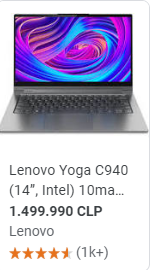 Lenovo Yoga C940
(14”, Intel) 10ma…
1.499.990 CLP
Lenovo
(1k+)